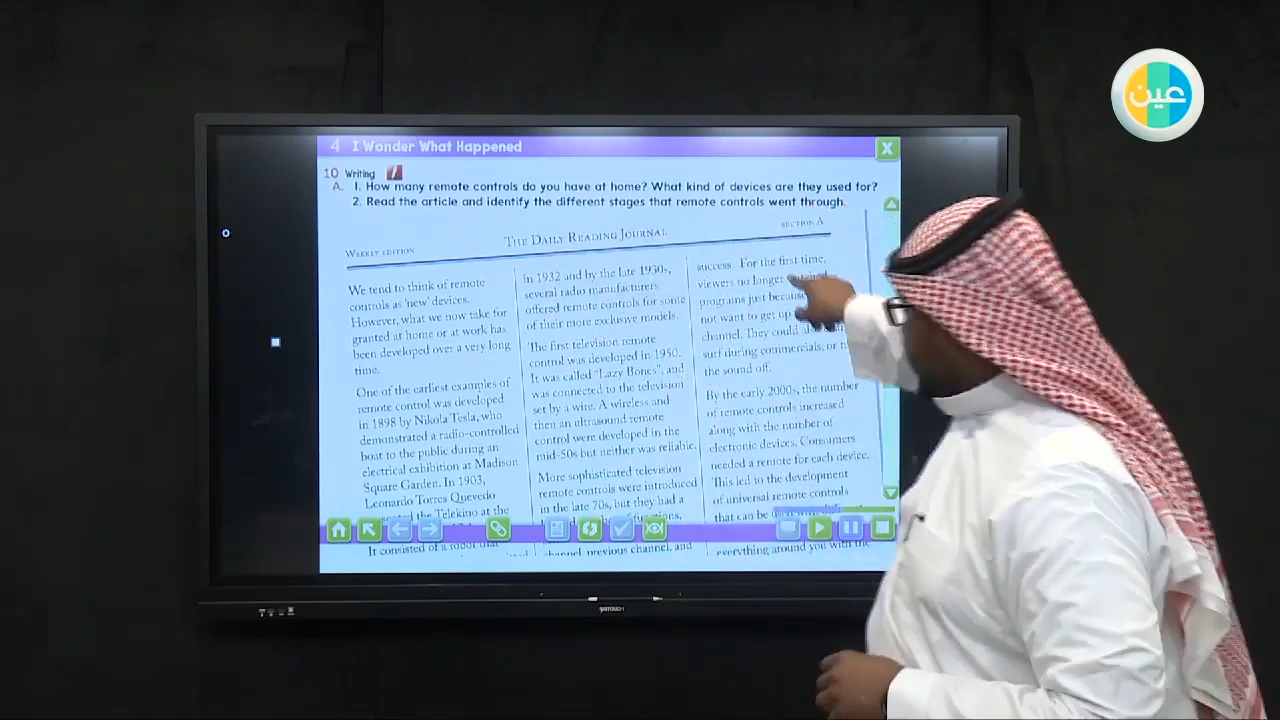 عين
4 I Wonder What Happened
X
10 Writing
A. 1. How many remote controls do you have at home? What kind of devices are they used for?
2. Read the article and identify the different stages that remote controls went through.
WEEKLY EDITION
THE DAILY READING JOURNAL
SECTION A
We tend to think of remote
controls as 'new' devices.
However, what we now take for
granted at home or at work has
been developed over a very long
time.
One of the earliest examples of
remote control was developed
in 1898 by Nikola Tesla, who
demonstrated a radio-controlled
boat to the public during an
electrical exhibition at Madison
Square Garden. In 1903,
Leonardo Torres Quevedo
the Telekino at the
It consisted of a robot that
in 1932 and by the late 1930s,
several radio manufacturers
offered remote controls for some
of their more exclusive models.
The first television remote
control was developed in 1950.
It was called "Lazy Bones", and
was connected to the television
set by a wire. A wireless and
then an ultrasound remote
control were developed in the
mid-50s but neither was reliable.
More sophisticated television
remote controls were introduced
in the late 70s, but they had a
channel, previous channel, and
success. For the first time,
viewers no longer
programs just because
not want to get up
channel. They could
surf during commercials, or
the sound off.
By the early 2000s, the number
of remote controls increased
along with the number of
electronic devices. Consumers
needed a remote for each device.
This led to the development
of universal remote controls
that can be
everything around you with the